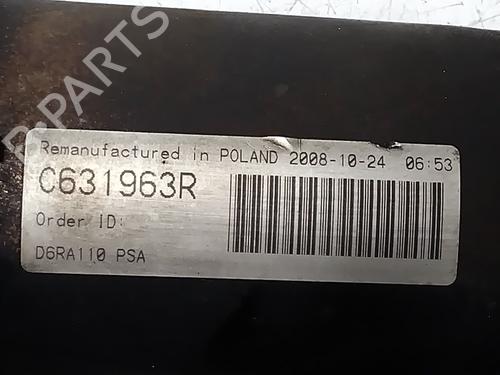 B-PARTS
Remanufactured in POLAND 2008-10-24 06:53
C631963R
Order ID:
D6RA110 PSA